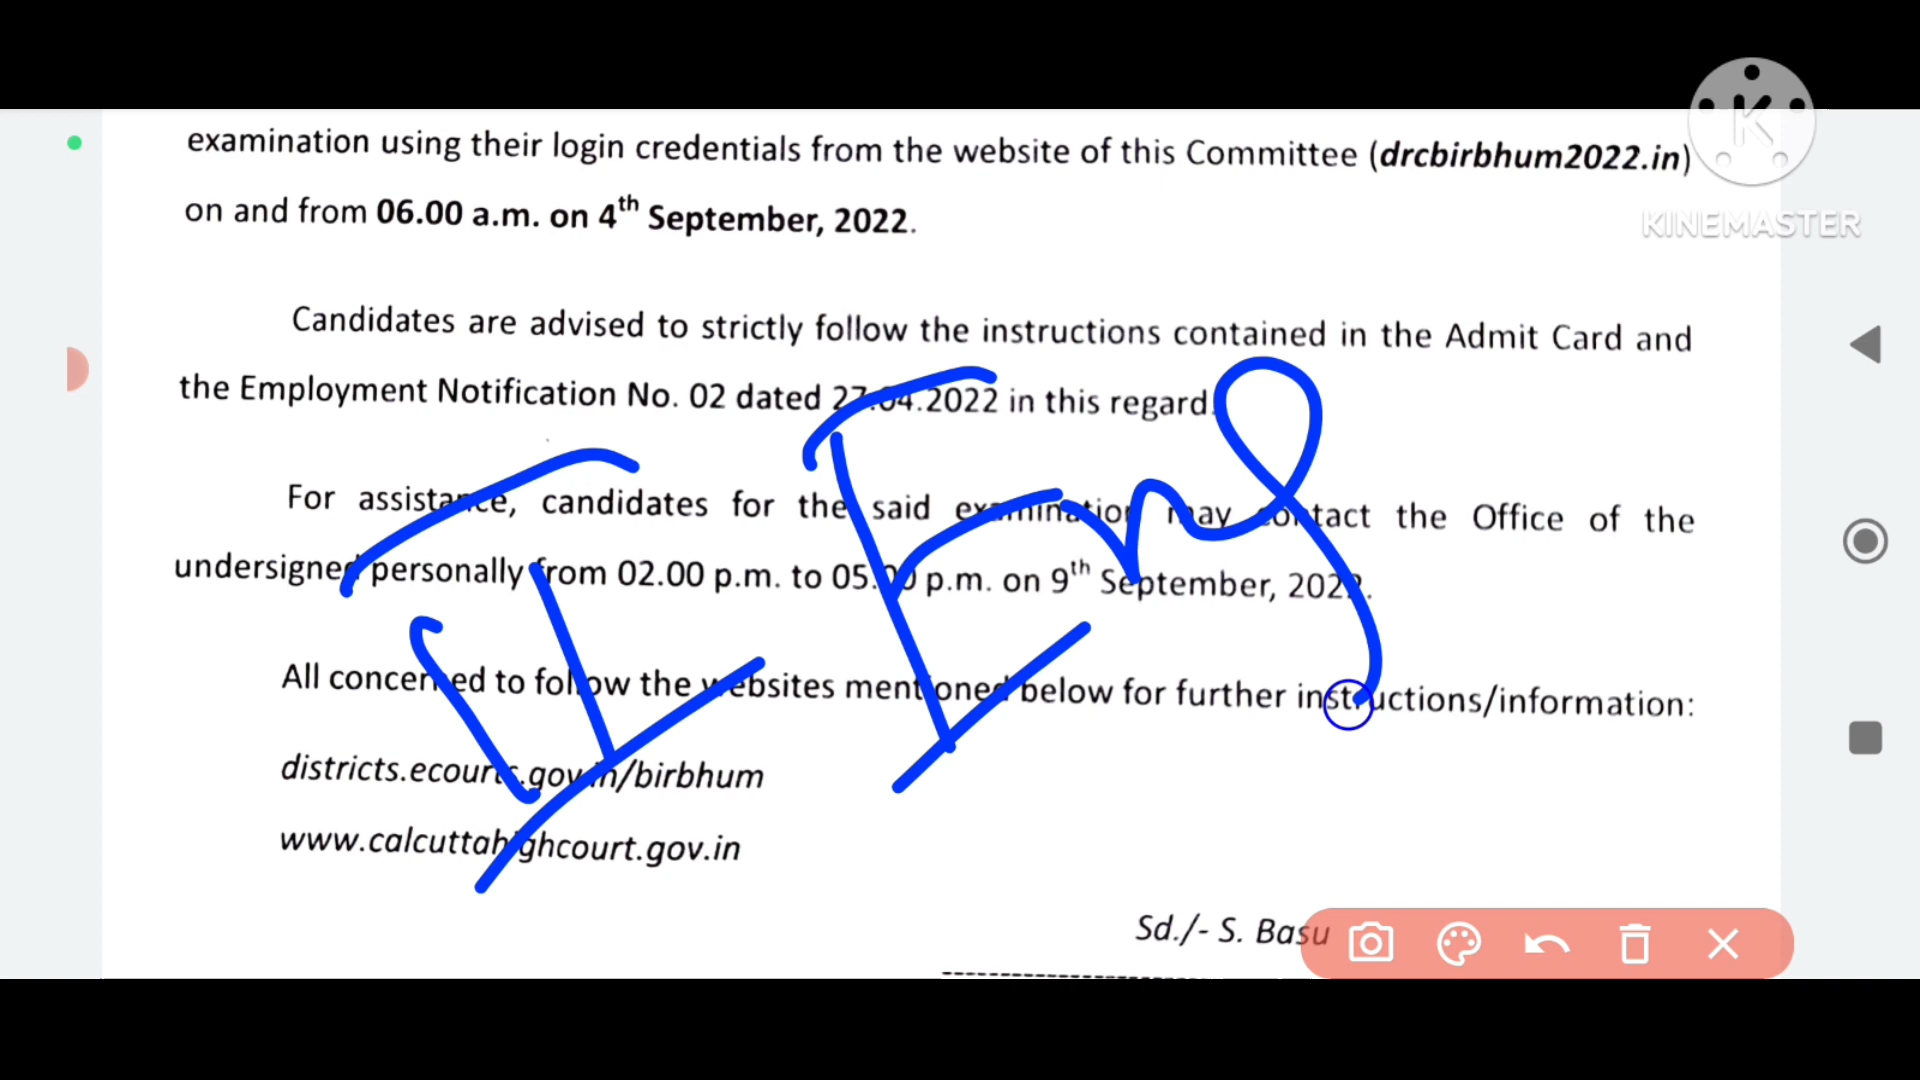 examination using their login credentials from the website of this Committee (drcbirbhum2022.in)
on and from 06.00 a.m. on 4th September, 2022.
KINEMASTER
Candidates are advised to strictly follow the instructions contained in the Admit Card and
the Employment Notification No. 02 dated 27.04.2022 in this regard.
For assistance, candidates for the said examination may contact the Office of the
undersigned personally from 02.00 p.m. to 05.00 p.m. on 9th September, 2022.
All concerned to follow the websites mentioned below for further instructions/information:
districts.ecourts.gov.in/birbhum
www.calcuttahighcourt.gov.in
Sd./- S. Basu